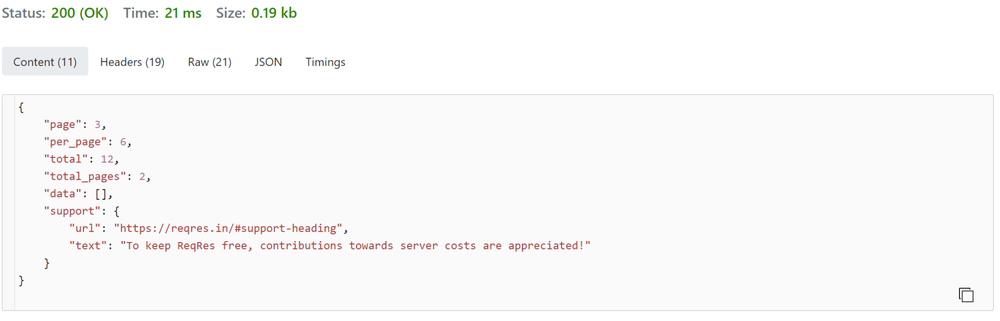 Status: 200 (OK) Time: 21 ms Size: 0.19 kb
Content (11) Headers (19) Raw (21) JSON Timings
{
    "page": 3,
    "per_page": 6,
    "total": 12,
    "total_pages": 2,
    "data": [],
    "support": {
        "url": "https://reqres.in/#support-heading",
        "text": "To keep ReqRes free, contributions towards server costs are appreciated!"
    }
}